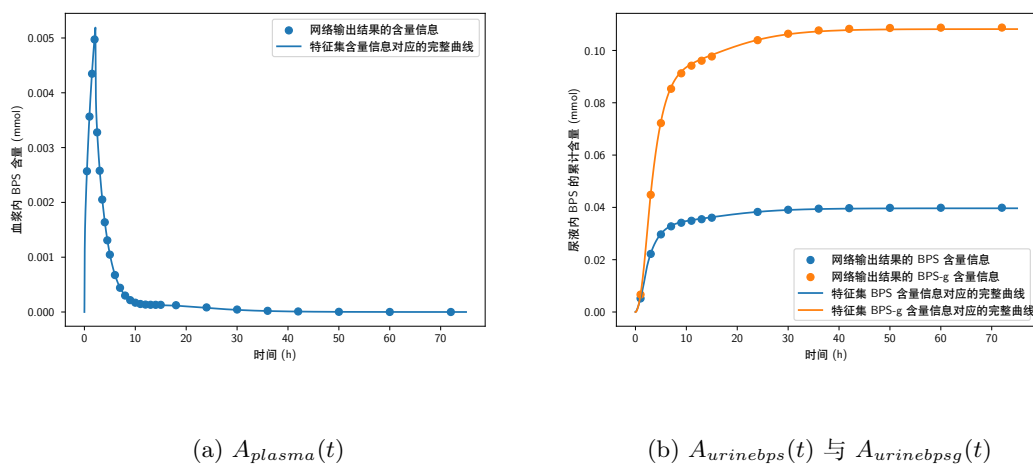 网络输出结果的含量信息
特征集含量信息对应的完整曲线
0.005
0.004
0.003
0.002
0.001
0.000
血浆内 BPS 含量 (mmol)
0 10 20 30 40 50 60 70
时间 (h)
(a) A_{plasma}(t)
0.10
0.08
0.06
0.04
0.02
0.00
尿液内 BPS 的累计含量 (mmol)
网络输出结果的 BPS 含量信息
网络输出结果的 BPS-g 含量信息
特征集 BPS 含量信息对应的完整曲线
特征集 BPS-g 含量信息对应的完整曲线
0 10 20 30 40 50 60 70
时间 (h)
(b) A_{urinebps}(t) 与 A_{urinebpsg}(t)